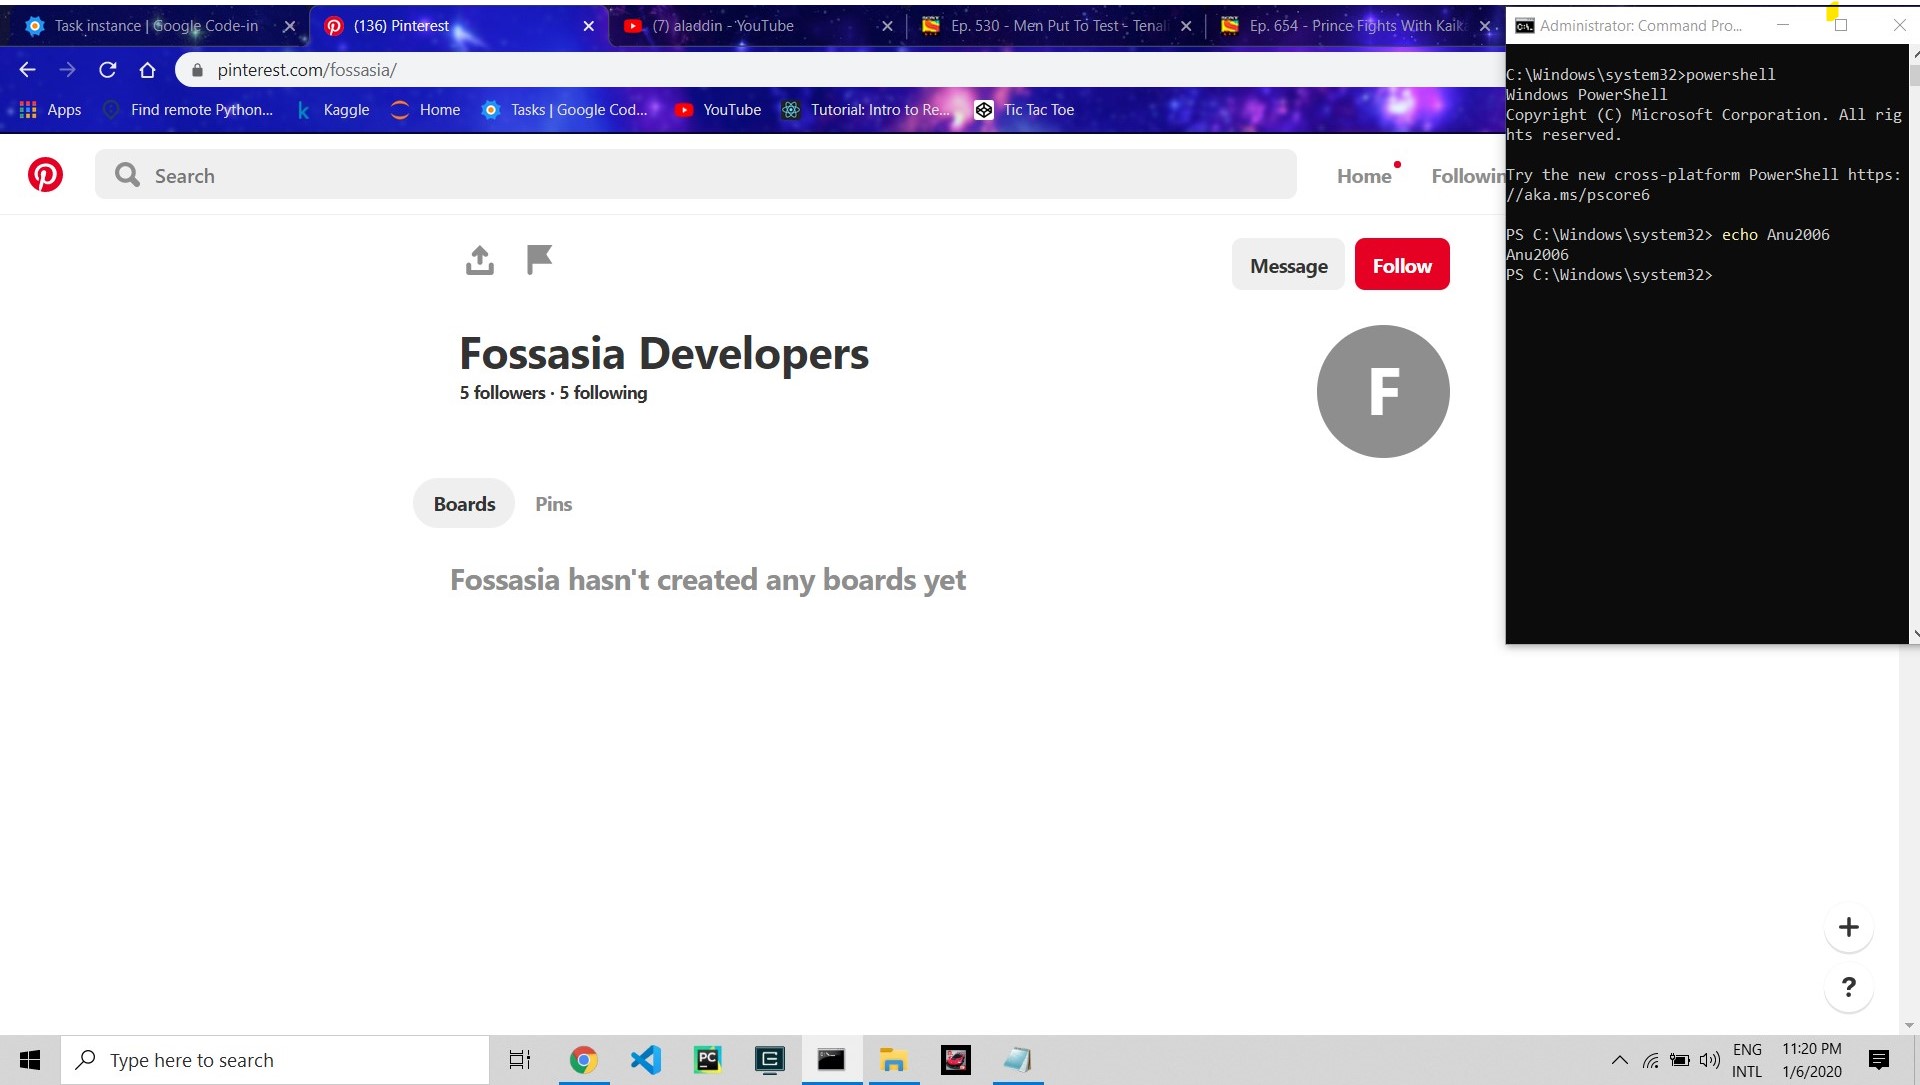 Task instance | Google Code-in
(136) Pinterest
(7) aladdin - YouTube
Ep. 530 - Men Put To Test - Tenali
Ep. 654 - Prince Fights With Kaika
pinterest.com/fossasia/
Apps
Find remote Python...
Kaggle
Home
Tasks | Google Cod...
YouTube
Tutorial: Intro to Re...
Tic Tac Toe
Search
Home
Followin
Message
Follow
Fossasia Developers
5 followers · 5 following
F
Boards
Pins
Fossasia hasn't created any boards yet
+
?
Administrator: Command Pro...
C:\Windows\system32>powershell
Windows PowerShell
Copyright (C) Microsoft Corporation. All rig
hts reserved.
Try the new cross-platform PowerShell https:
//aka.ms/pscore6
PS C:\Windows\system32> echo Anu2006
Anu2006
PS C:\Windows\system32>
Type here to search
PC
ENG
INTL
11:20 PM
1/6/2020